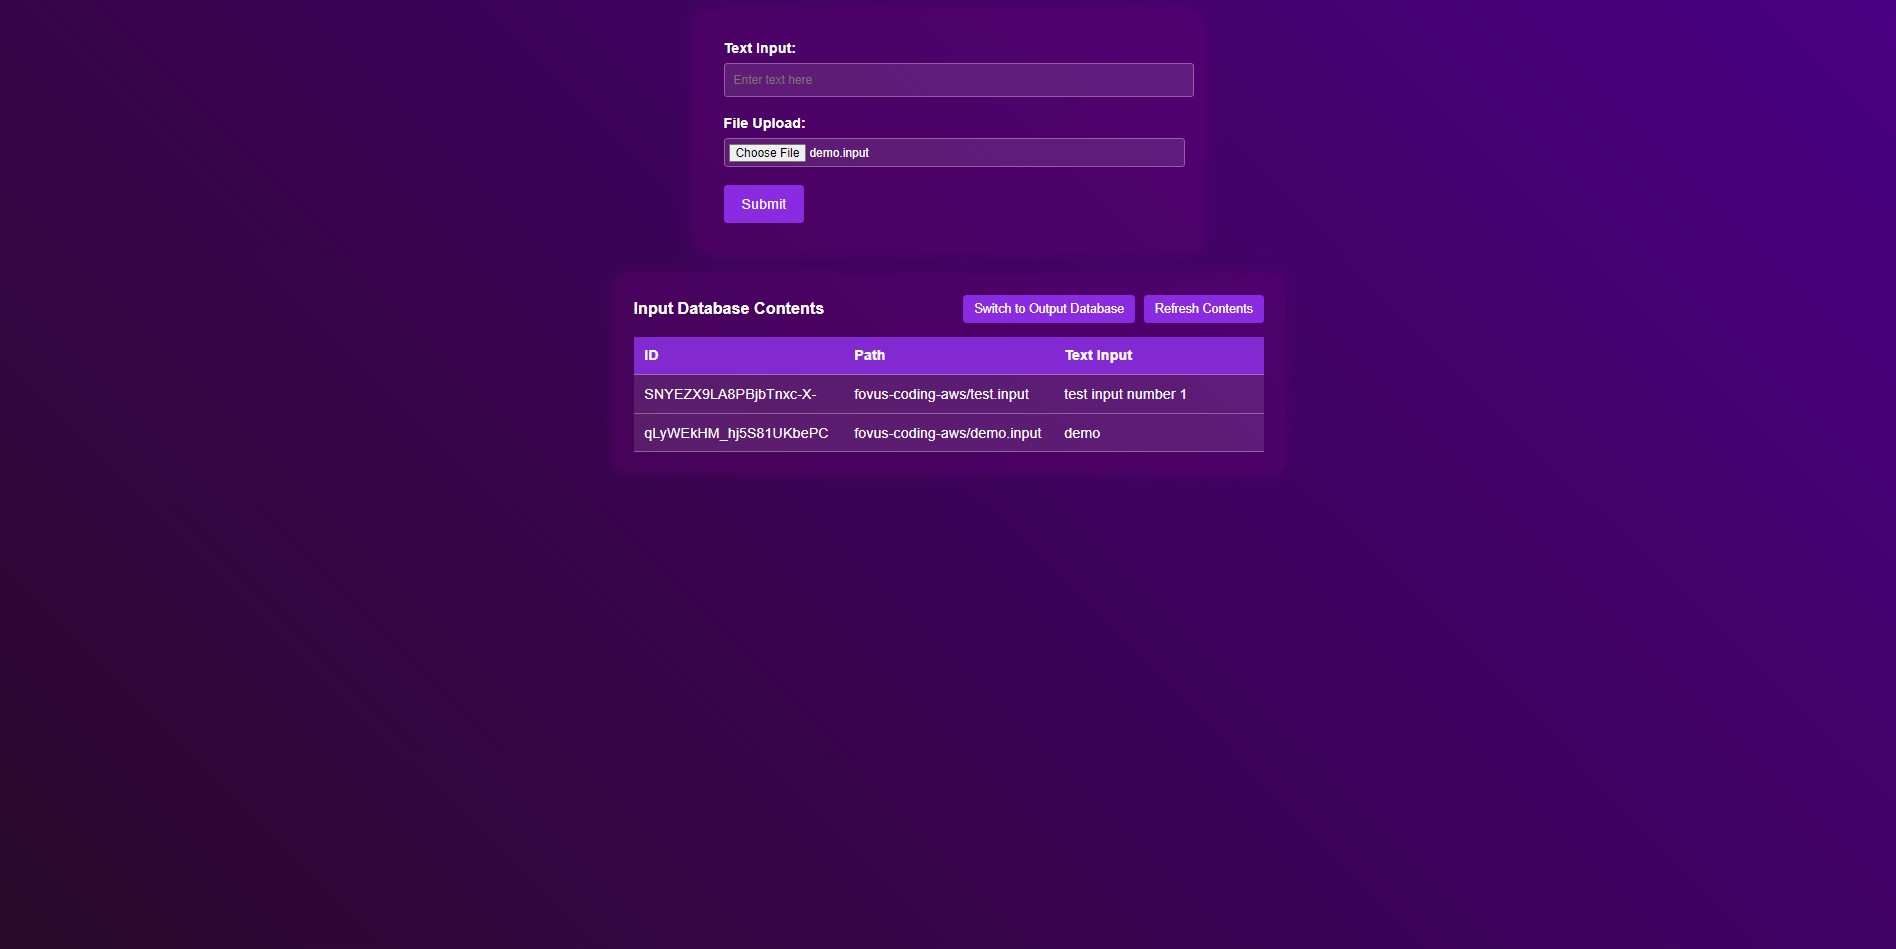 Text Input:
Enter text here
File Upload:
Choose File demo.input
Submit
Input Database Contents Switch to Output Database Refresh Contents
ID Path Text Input
SNYEZX9LA8PBjbTnxc-X- fovus-coding-aws/test.input test input number 1
qLyWEkHM_hj5S81UKbePC fovus-coding-aws/demo.input demo